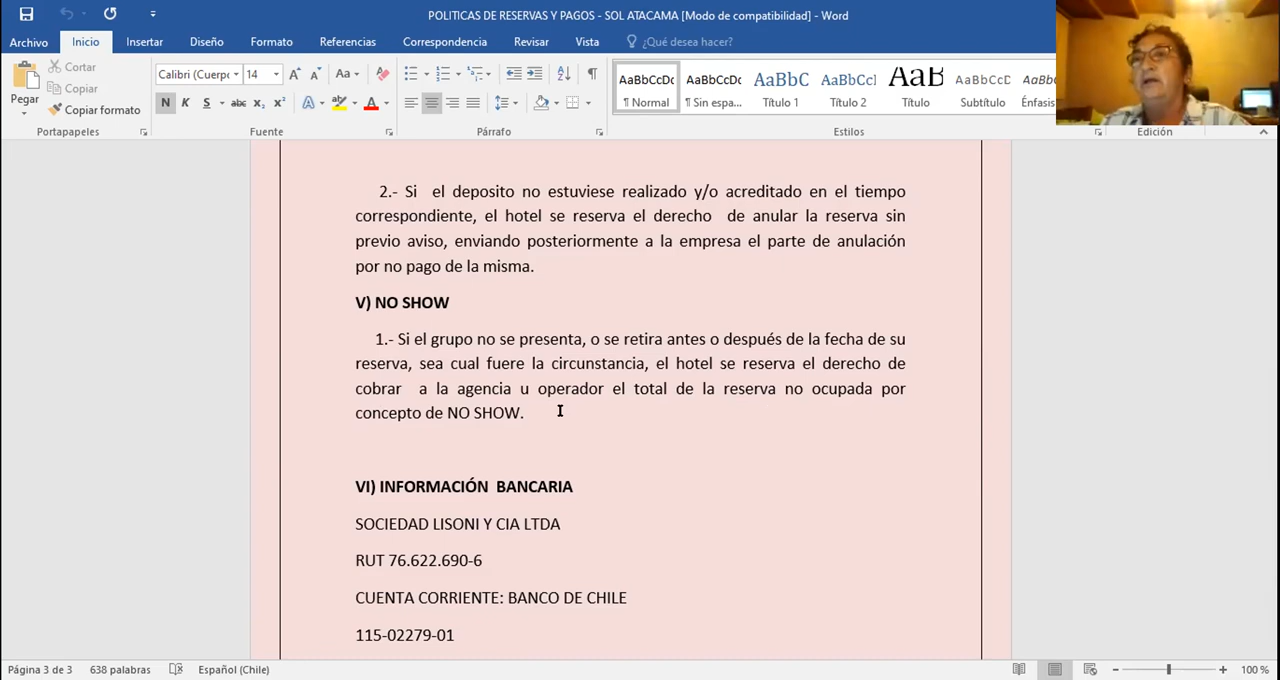 POLITICAS DE RESERVAS Y PAGOS - SOL ATACAMA [Modo de compatibilidad] - Word
Archivo Inicio Insertar Diseño Formato Referencias Correspondencia Revisar Vista ¿Qué desea hacer?
Pegar
Cortar
Copiar
Copiar formato
Portapapeles
Calibri (Cuerp 14
N K S abc x₂ x²
Fuente
Párrafo
AaBbCcDc AaBbCcDc AaBbC AaBbCcI AaB AaBbCcD AaBb
¶ Normal ¶ Sin espa... Título 1 Título 2 Título Subtítulo Énfasis
Estilos
Edición
2.- Si el deposito no estuviese realizado y/o acreditado en el tiempo
correspondiente, el hotel se reserva el derecho de anular la reserva sin
previo aviso, enviando posteriormente a la empresa el parte de anulación
por no pago de la misma.
V) NO SHOW
1.- Si el grupo no se presenta, o se retira antes o después de la fecha de su
reserva, sea cual fuere la circunstancia, el hotel se reserva el derecho de
cobrar a la agencia u operador el total de la reserva no ocupada por
concepto de NO SHOW.
VI) INFORMACIÓN BANCARIA
SOCIEDAD LISONI Y CIA LTDA
RUT 76.622.690-6
CUENTA CORRIENTE: BANCO DE CHILE
115-02279-01
Página 3 de 3 638 palabras Español (Chile) 100 %